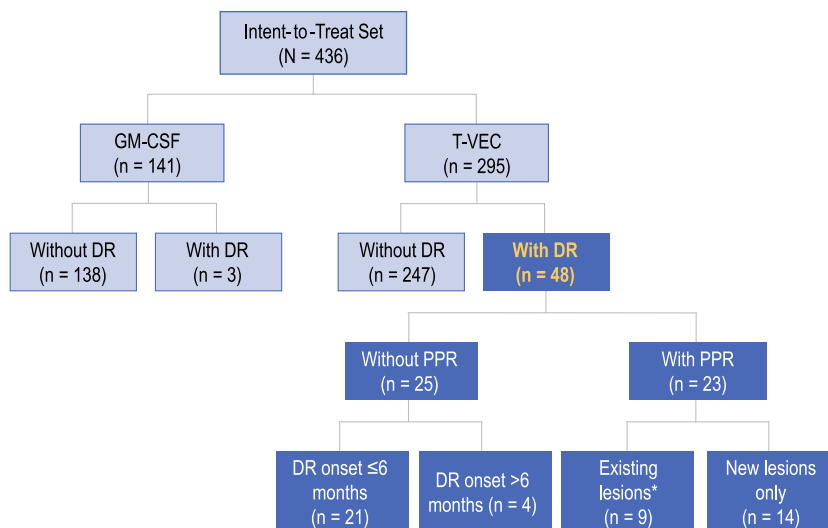 Intent-to-Treat Set
(N = 436)
GM-CSF
(n = 141)
T-VEC
(n = 295)
Without DR
(n = 138)
With DR
(n = 3)
Without DR
(n = 247)
With DR
(n = 48)
Without PPR
(n = 25)
With PPR
(n = 23)
DR onset ≤6
months
(n = 21)
DR onset >6
months (n = 4)
Existing
lesions*
(n = 9)
New lesions
only
(n = 14)